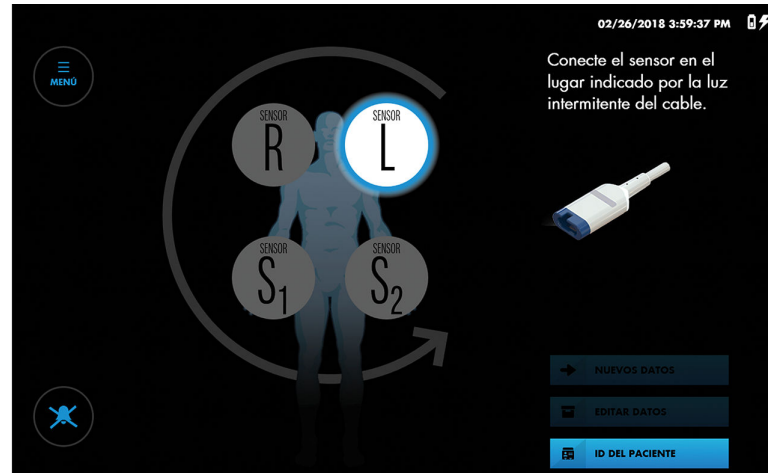 02/26/2018 3:59:37 PM
MENÚ
Conecte el sensor en el
lugar indicado por la luz
intermitente del cable.
SENSOR
R
SENSOR
L
SENSOR
S1
SENSOR
S2
NUEVOS DATOS
EDITAR DATOS
ID DEL PACIENTE